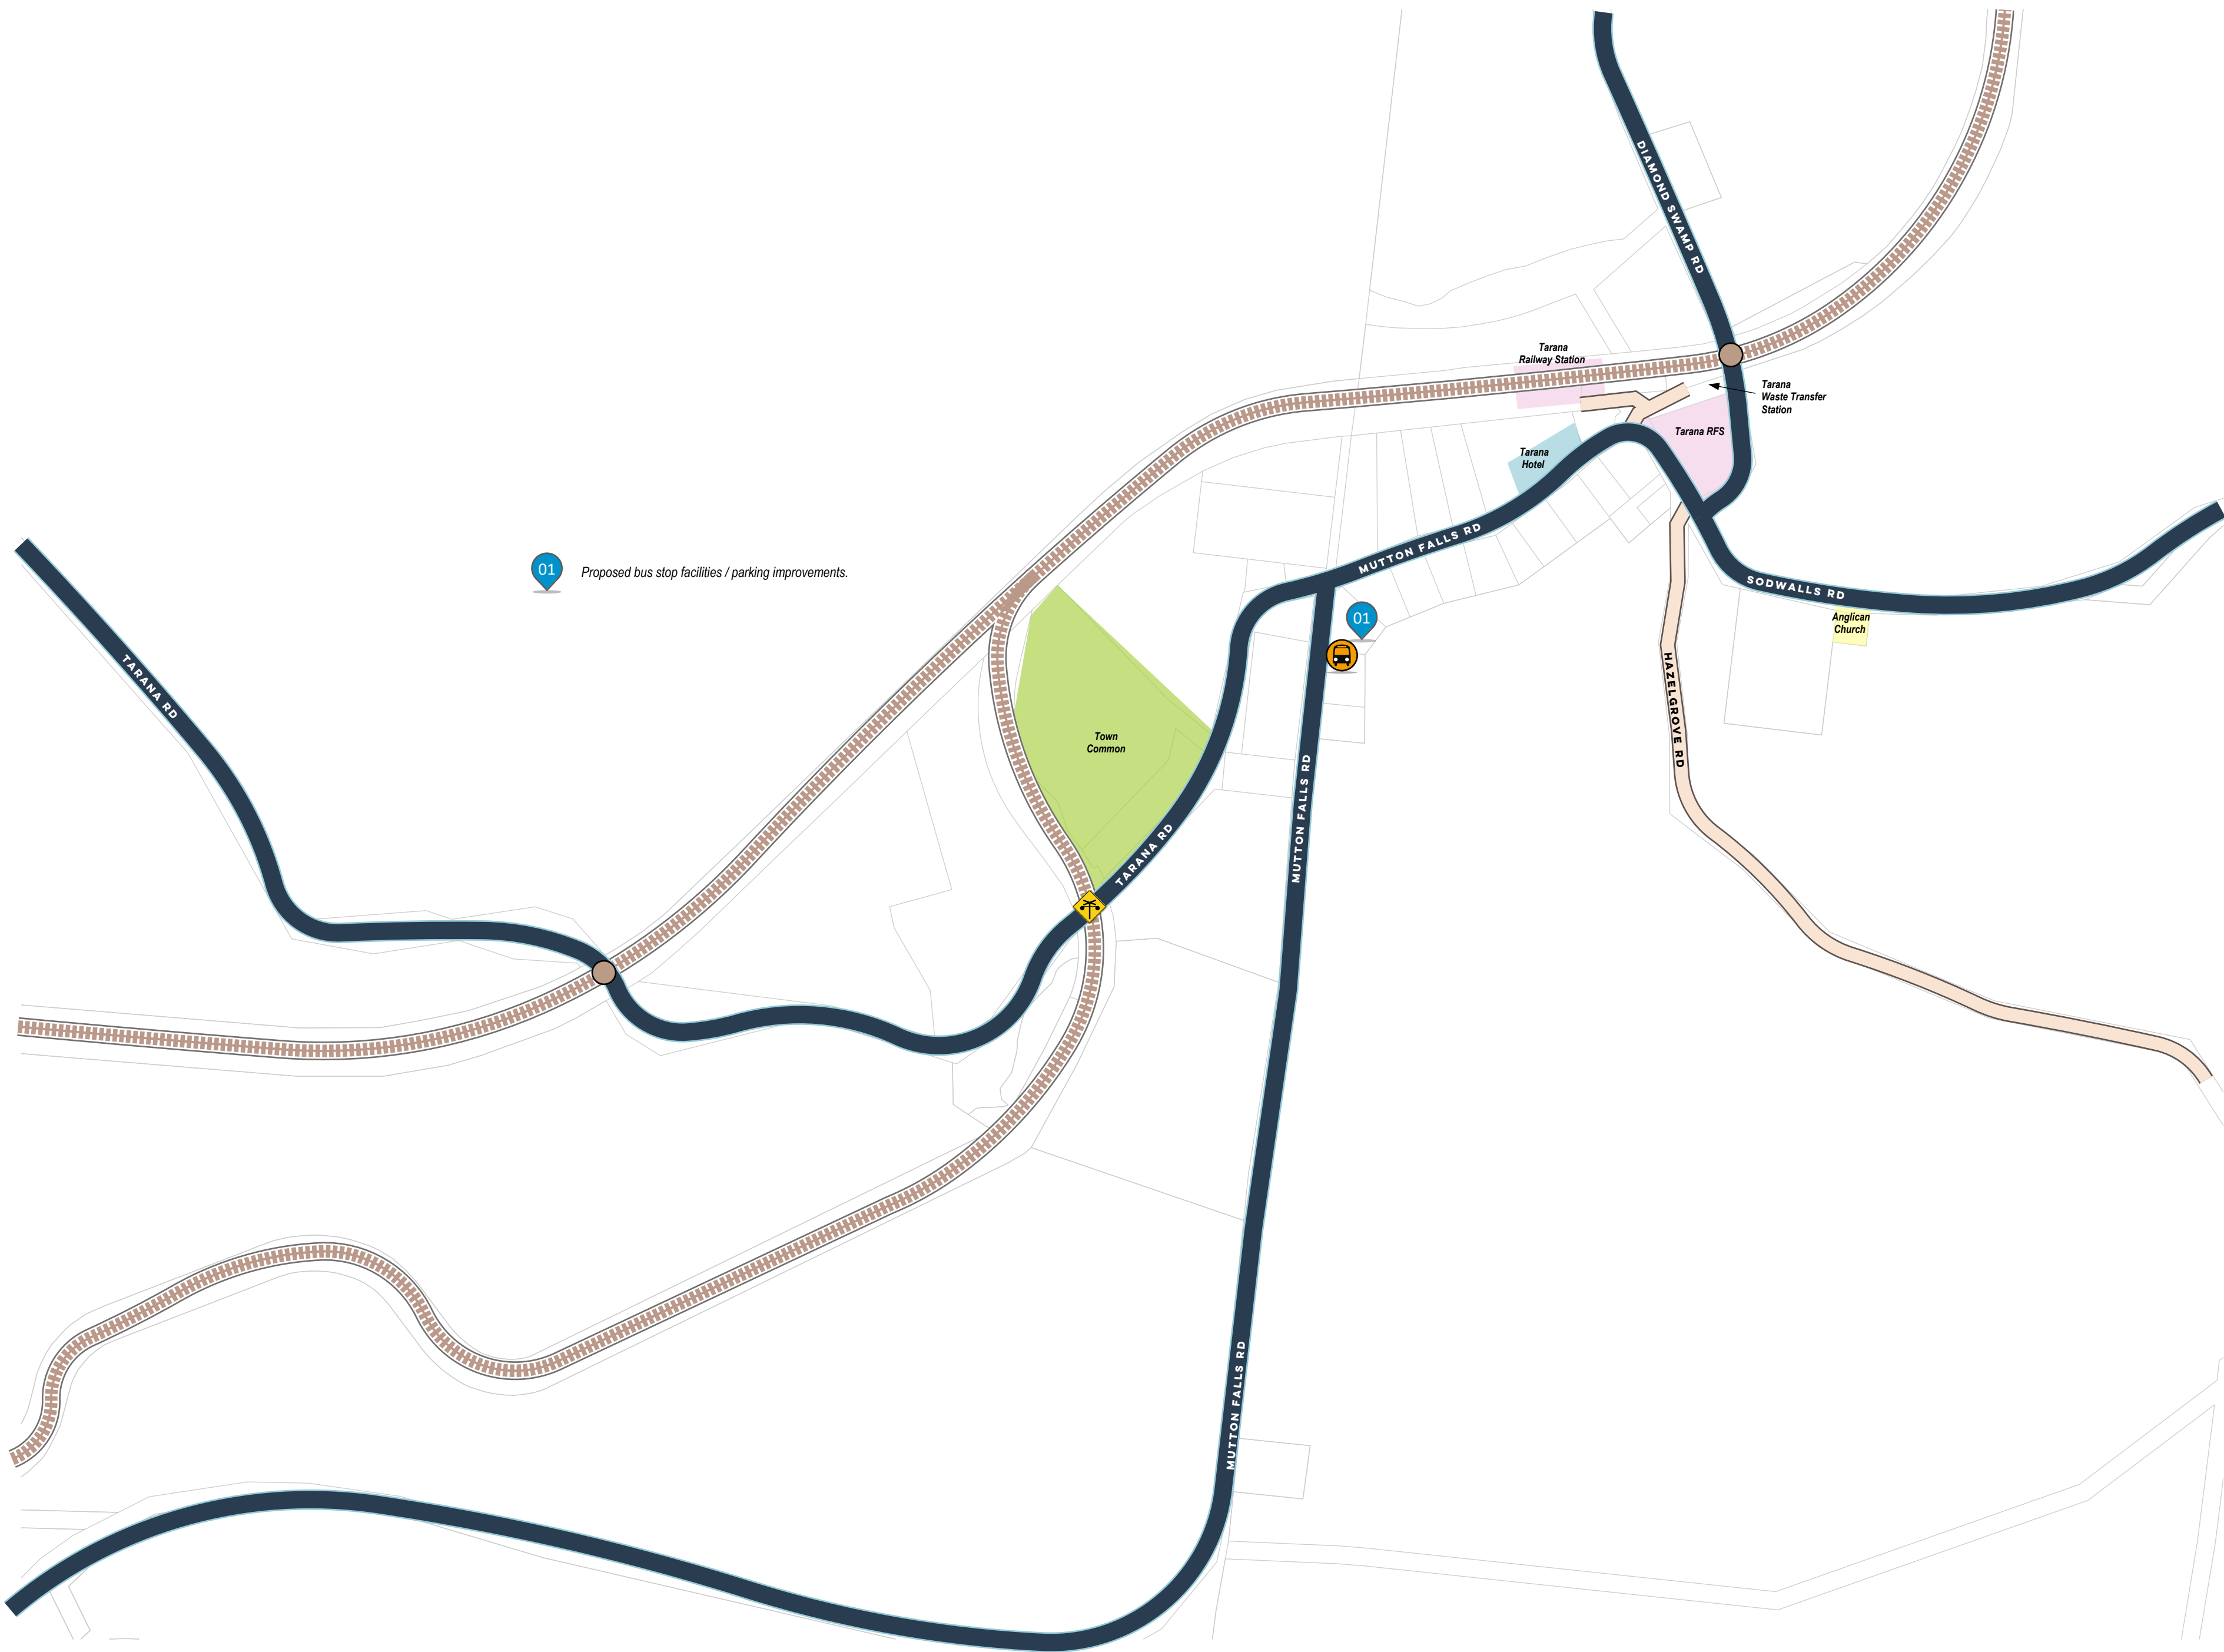 DIAMOND SWAMP RD
Tarana
Railway Station
Tarana
Waste Transfer
Station
Tarana RFS
Tarana
Hotel
MUTTON FALLS RD
01
Proposed bus stop facilities / parking improvements.
SODWALLS RD
01
Anglican
Church
TARANA RD
HAZELGROVE RD
Town
Common
MUTTON FALLS RD
TARANA RD
MUTTON FALLS RD